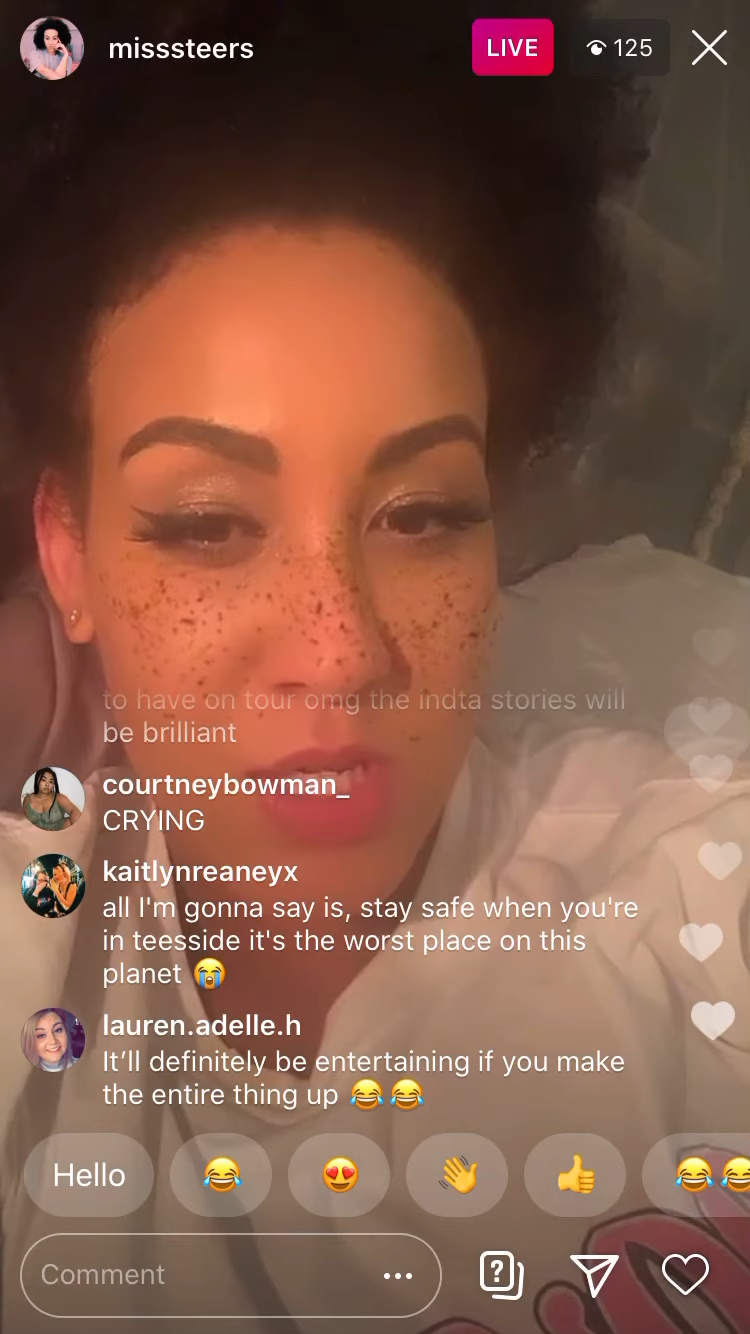 misssteers
LIVE
125
to have on tour omg the indta stories will
be brilliant
courtneybowman_
CRYING
kaitlynreaneyx
all I'm gonna say is, stay safe when you're
in teesside it's the worst place on this
planet 😭
lauren.adelle.h
It’ll definitely be entertaining if you make
the entire thing up 😂😂
Hello 😂 😍 👋 👍 😂😂
Comment